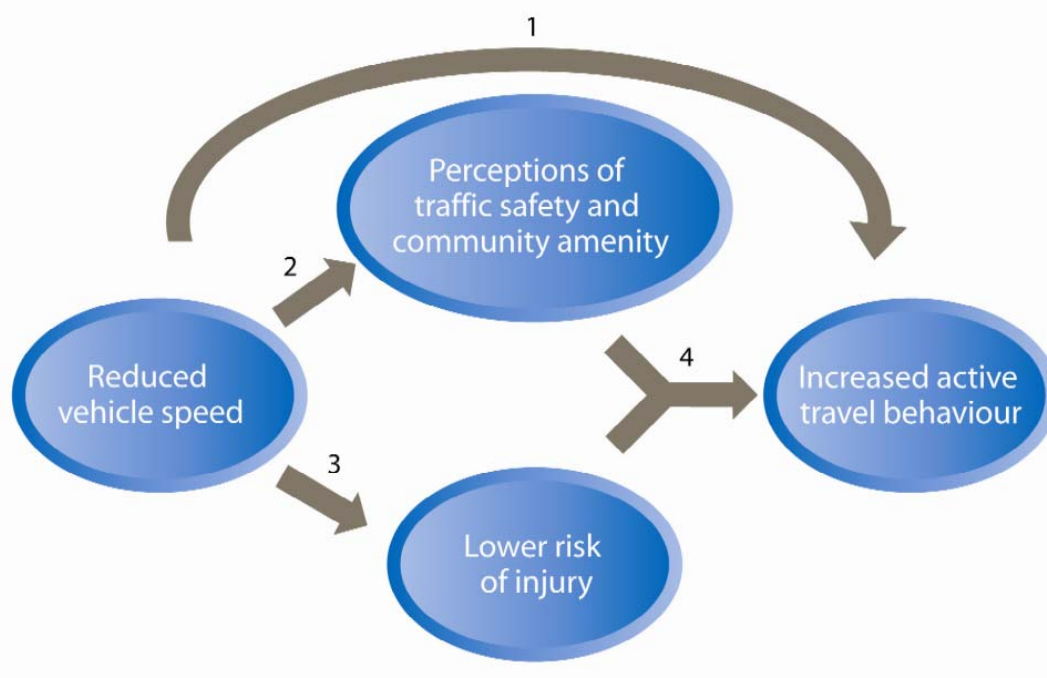 1
Perceptions of
traffic safety and
community amenity
2
4
Reduced
vehicle speed
Increased active
travel behaviour
3
Lower risk
of injury